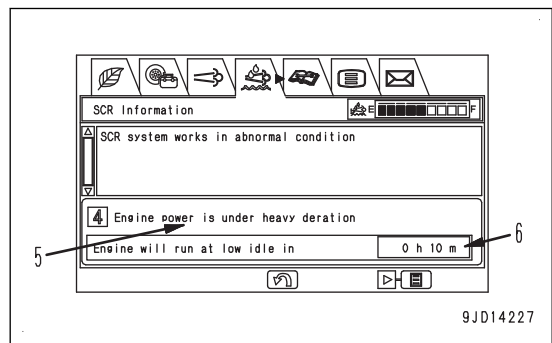 SCR Information
E F
SCR system works in abnormal condition
4 Engine power is under heavy deration
5
Engine will run at low idle in 0 h 10 m
6
9JD14227